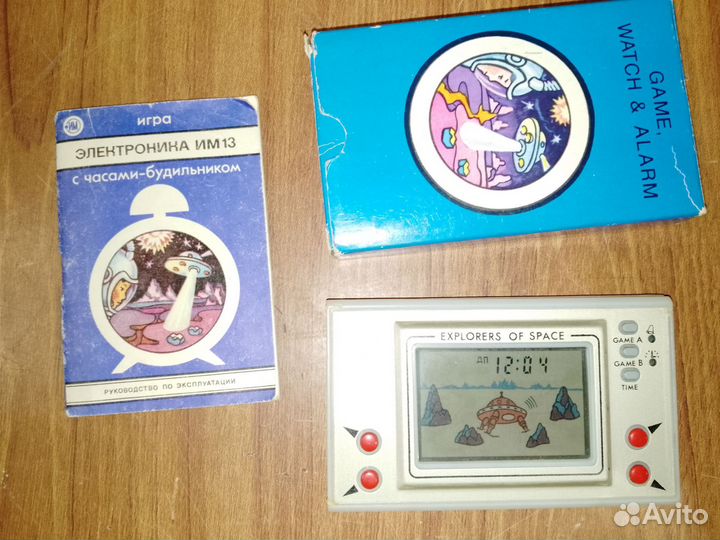 игра
ЭЛЕКТРОНИКА ИМ13
с часами-будильником
РУКОВОДСТВО ПО ЭКСПЛУАТАЦИИ
GAME,
WATCH & ALARM
EXPLORERS OF SPACE
ДП 12:04
GAME A
GAME B
TIME
Avito